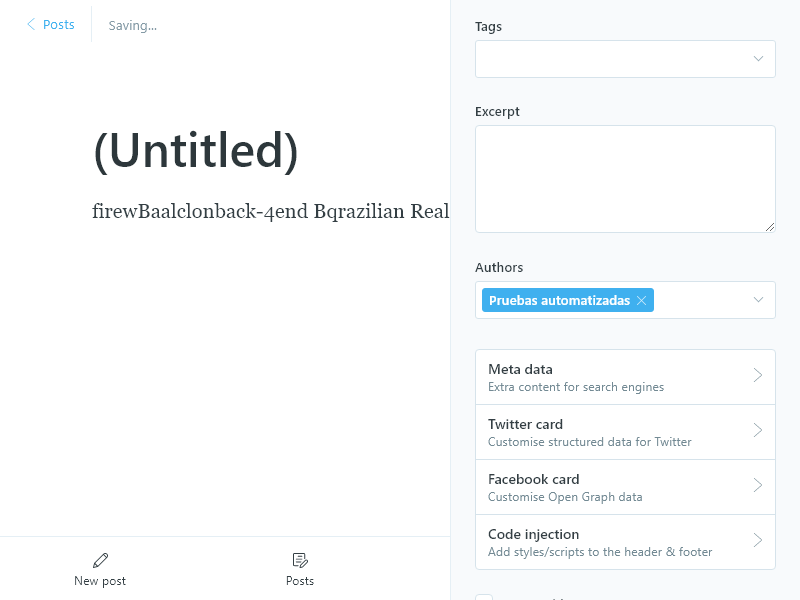 Posts
Saving...
(Untitled)
firewBaalclonback-4end Bqrazilian Real
New post
Posts
Tags
Excerpt
Authors
Pruebas automatizadas
Meta data
Extra content for search engines
Twitter card
Customise structured data for Twitter
Facebook card
Customise Open Graph data
Code injection
Add styles/scripts to the header & footer